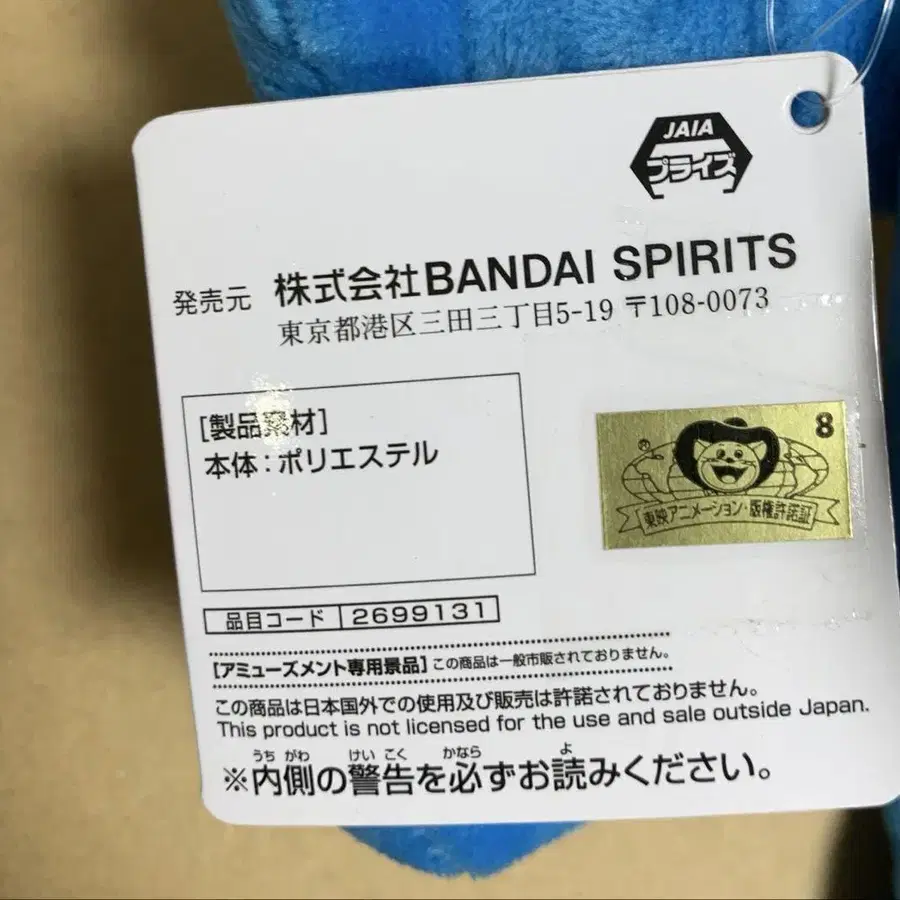 JAIA
プライズ
発売元 株式会社BANDAI SPIRITS
東京都港区三田三丁目5-19 〒108-0073
[製品素材]
本体:ポリエステル
8
®
東映アニメーション・版権許諾証
品目コード 2699131
[アミューズメント専用景品] この商品は一般市販されておりません。
この商品は日本国外での使用及び販売は許諾されておりません。
This product is not licensed for the use and sale outside Japan.
うち がわ けい こく かなら よ
※内側の警告を必ずお読みください。